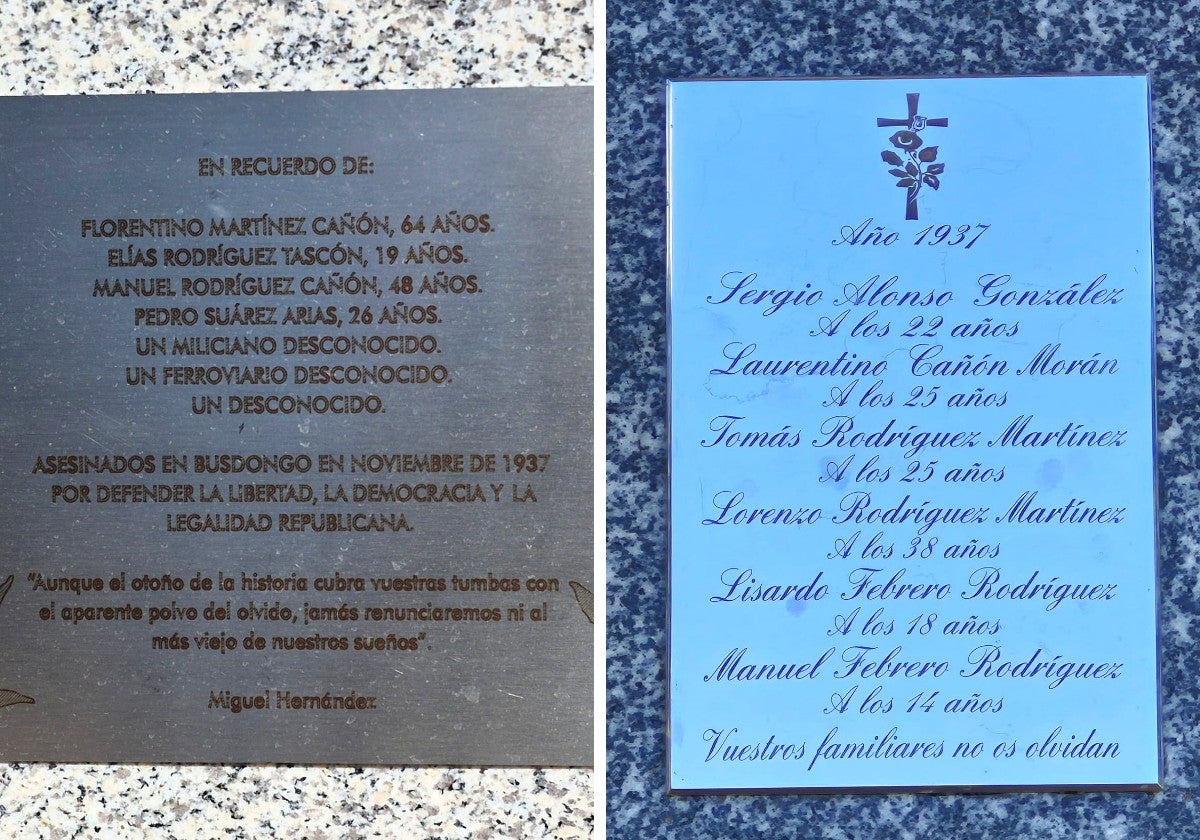 EN RECUERDO DE:
FLORENTINO MARTÍNEZ CAÑÓN, 64 AÑOS.
ELÍAS RODRÍGUEZ TASCÓN, 19 AÑOS.
MANUEL RODRÍGUEZ CAÑÓN, 48 AÑOS.
PEDRO SUÁREZ ARIAS, 26 AÑOS.
UN MILICIANO DESCONOCIDO.
UN FERROVIARIO DESCONOCIDO.
UN DESCONOCIDO.
ASESINADOS EN BUSDONGO EN NOVIEMBRE DE 1937
POR DEFENDER LA LIBERTAD, LA DEMOCRACIA Y LA
LEGALIDAD REPUBLICANA.
"Aunque el otoño de la historia cubra vuestras tumbas con
el aparente polvo del olvido, jamás renunciaremos ni al
más viejo de nuestros sueños".
Miguel Hernández
Año 1937
Sergio Alonso González
A los 22 años
Laurentino Cañón Morán
A los 25 años
Tomás Rodríguez Martínez
A los 25 años
Lorenzo Rodríguez Martínez
A los 38 años
Lisardo Febrero Rodríguez
A los 18 años
Manuel Febrero Rodríguez
A los 14 años
Vuestros familiares no os olvidan